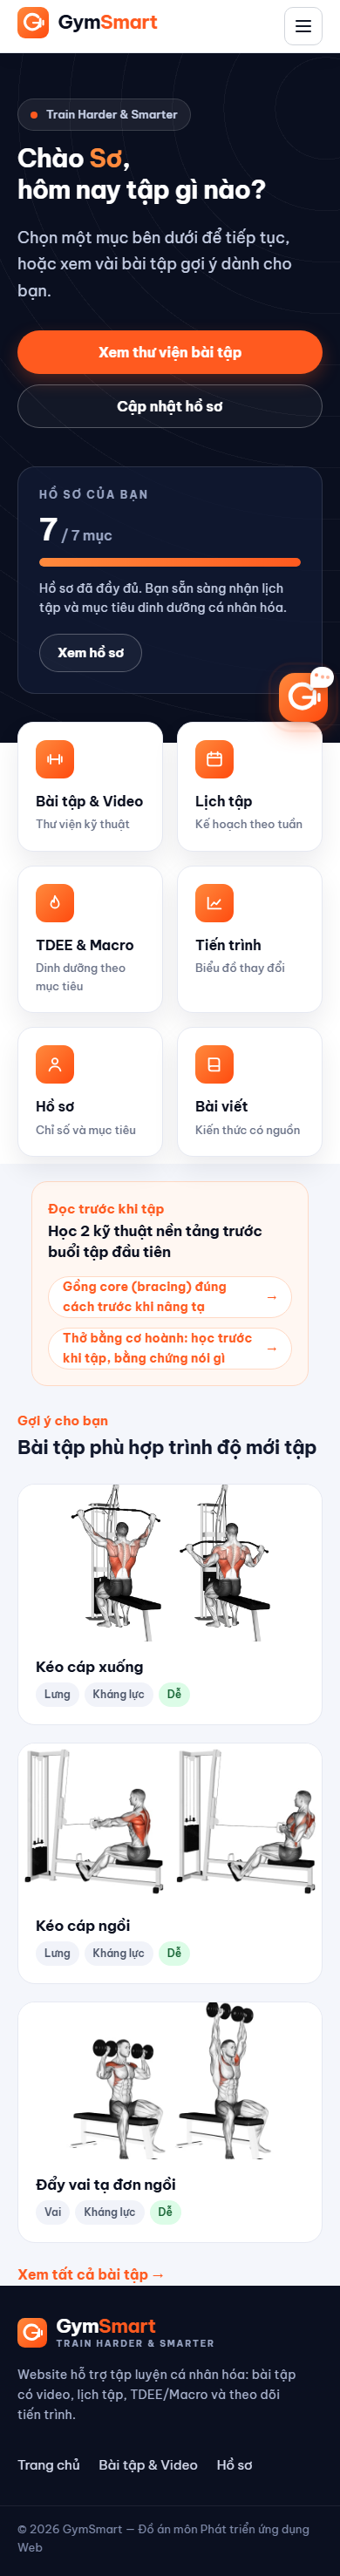 GymSmart
Train Harder & Smarter
Chào Sơ,
hôm nay tập gì nào?
Chọn một mục bên dưới để tiếp tục,
hoặc xem vài bài tập gợi ý dành cho
bạn.
Xem thư viện bài tập
Cập nhật hồ sơ
HỒ SƠ CỦA BẠN
7 / 7 mục
Hồ sơ đã đầy đủ. Bạn sẵn sàng nhận lịch
tập và mục tiêu dinh dưỡng cá nhân hóa.
Xem hồ sơ
Bài tập & Video
Thư viện kỹ thuật
Lịch tập
Kế hoạch theo tuần
TDEE & Macro
Dinh dưỡng theo
mục tiêu
Tiến trình
Biểu đồ thay đổi
Hồ sơ
Chỉ số và mục tiêu
Bài viết
Kiến thức có nguồn
Đọc trước khi tập
Học 2 kỹ thuật nền tảng trước
buổi tập đầu tiên
Gồng core (bracing) đúng
cách trước khi nâng tạ
→
Thở bằng cơ hoành: học trước
khi tập, bằng chứng nói gì
→
Gợi ý cho bạn
Bài tập phù hợp trình độ mới tập
Kéo cáp xuống
Lưng Kháng lực Dễ
Kéo cáp ngồi
Lưng Kháng lực Dễ
Đẩy vai tạ đơn ngồi
Vai Kháng lực Dễ
Xem tất cả bài tập →
GymSmart
TRAIN HARDER & SMARTER
Website hỗ trợ tập luyện cá nhân hóa: bài tập
có video, lịch tập, TDEE/Macro và theo dõi
tiến trình.
Trang chủ Bài tập & Video Hồ sơ
© 2026 GymSmart — Đồ án môn Phát triển ứng dụng
Web